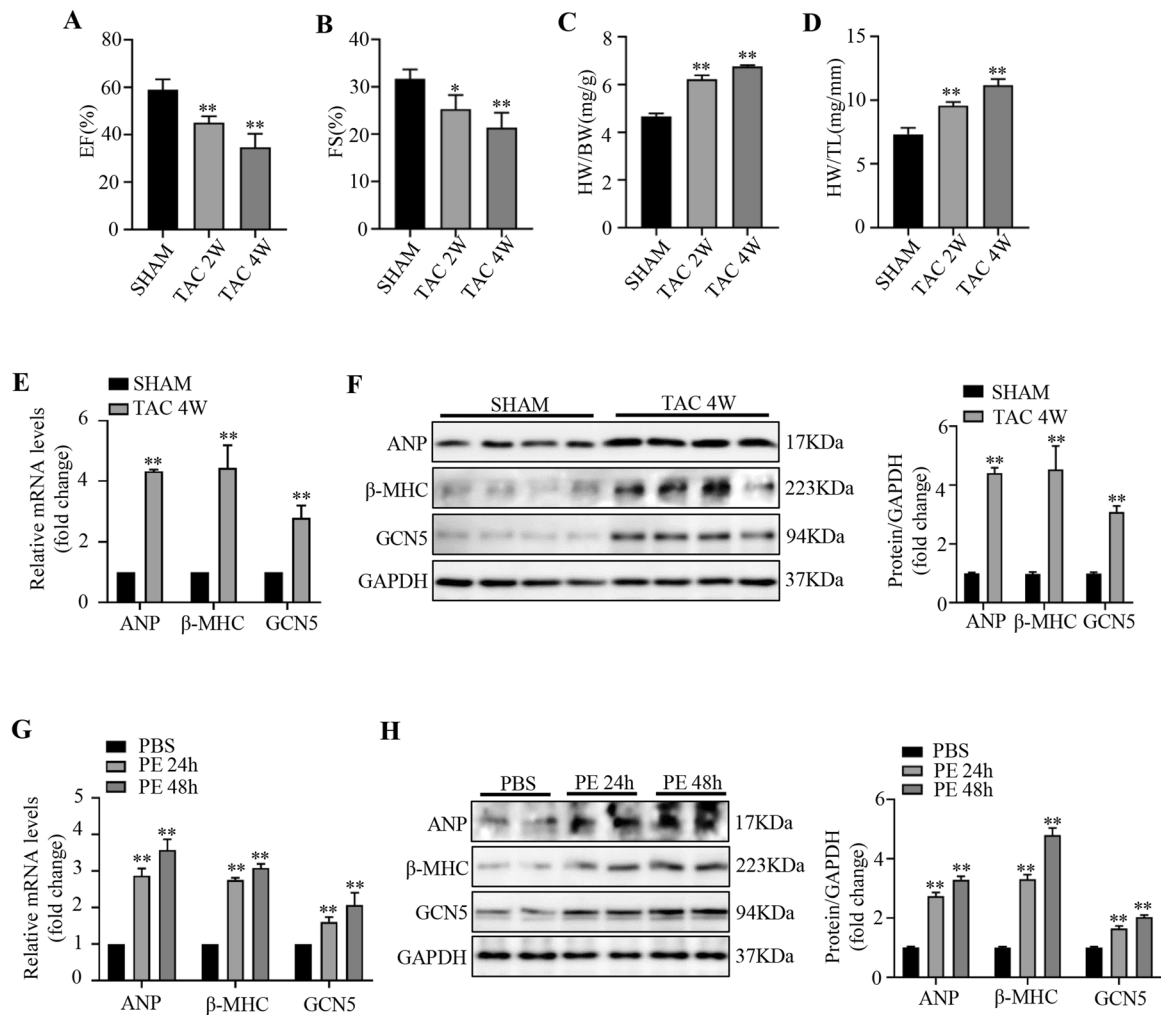 A
EF(%)
80
60
40
20
0
**
**
SHAM
TAC 2W
TAC 4W
B
FS(%)
40
30
20
10
0
*
**
SHAM
TAC 2W
TAC 4W
C
HW/BW(mg/g)
8
6
4
2
0
**
**
SHAM
TAC 2W
TAC 4W
D
HW/TL(mg/mm)
15
10
5
0
**
**
SHAM
TAC 2W
TAC 4W
E
SHAM
TAC 4W
Relative mRNA levels
(fold change)
6
4
2
0
**
**
**
ANP
β-MHC
GCN5
F
SHAM
TAC 4W
ANP
17KDa
β-MHC
223KDa
GCN5
94KDa
GAPDH
37KDa
SHAM
TAC 4W
Protein/GAPDH
(fold change)
6
4
2
0
**
**
**
ANP
β-MHC
GCN5
G
PBS
PE 24h
PE 48h
Relative mRNA levels
(fold change)
5
4
3
2
1
0
**
**
**
**
**
**
ANP
β-MHC
GCN5
H
PBS
PE 24h
PE 48h
ANP
17KDa
β-MHC
223KDa
GCN5
94KDa
GAPDH
37KDa
PBS
PE 24h
PE 48h
Protein/GAPDH
(fold change)
6
4
2
0
**
**
**
**
**
**
ANP
β-MHC
GCN5